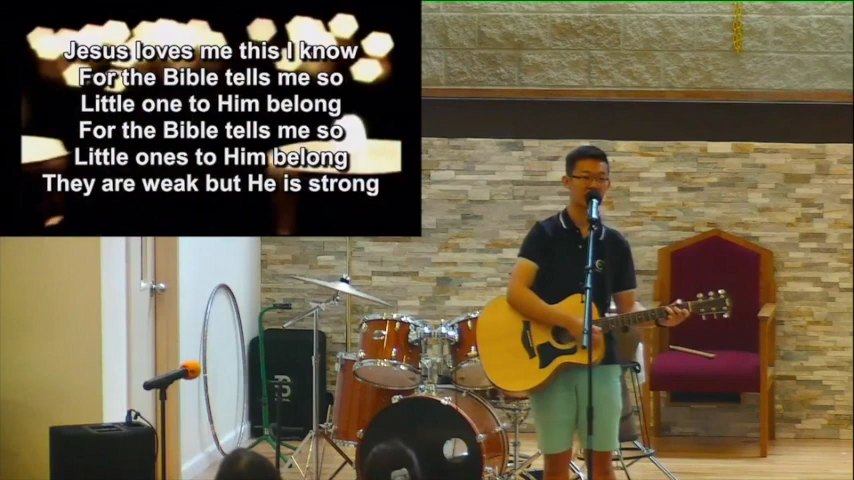 Jesus loves me this I know
For the Bible tells me so
Little one to Him belong
For the Bible tells me so
Little ones to Him belong
They are weak but He is strong